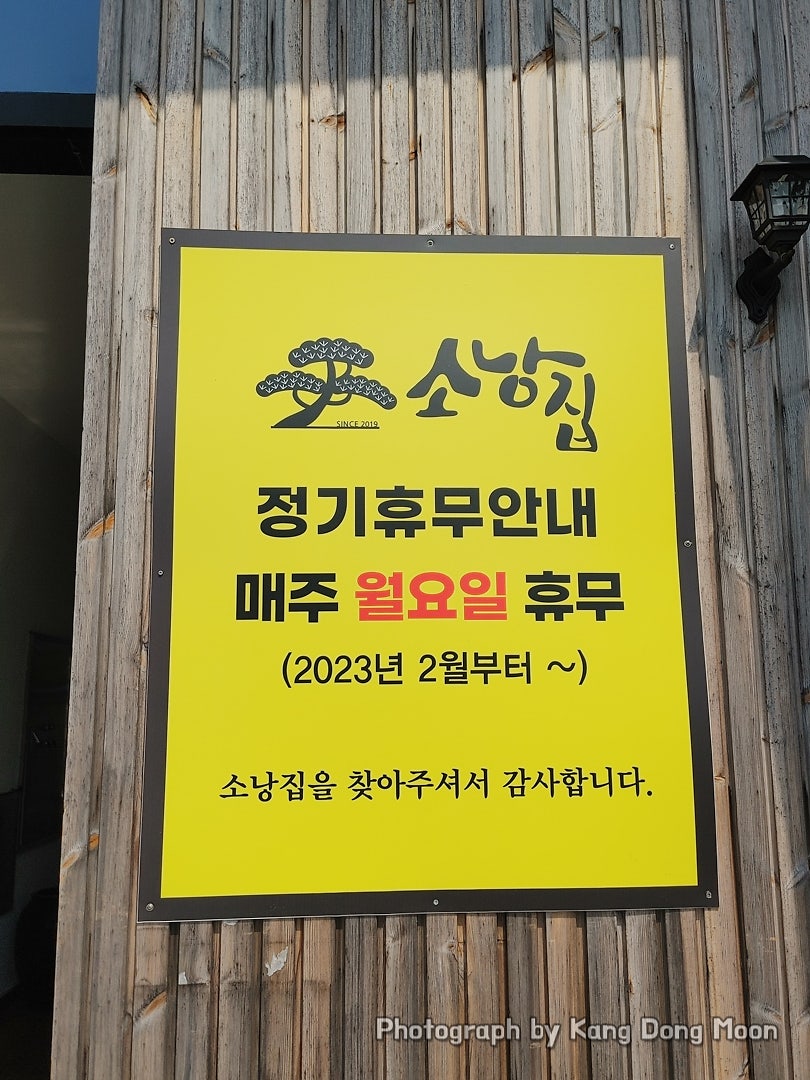 소낭집
SINCE 2019
정기휴무안내
매주 월요일 휴무
(2023년 2월부터 ~)
소낭집을 찾아주셔서 감사합니다.
Photograph by Kang Dong Moon